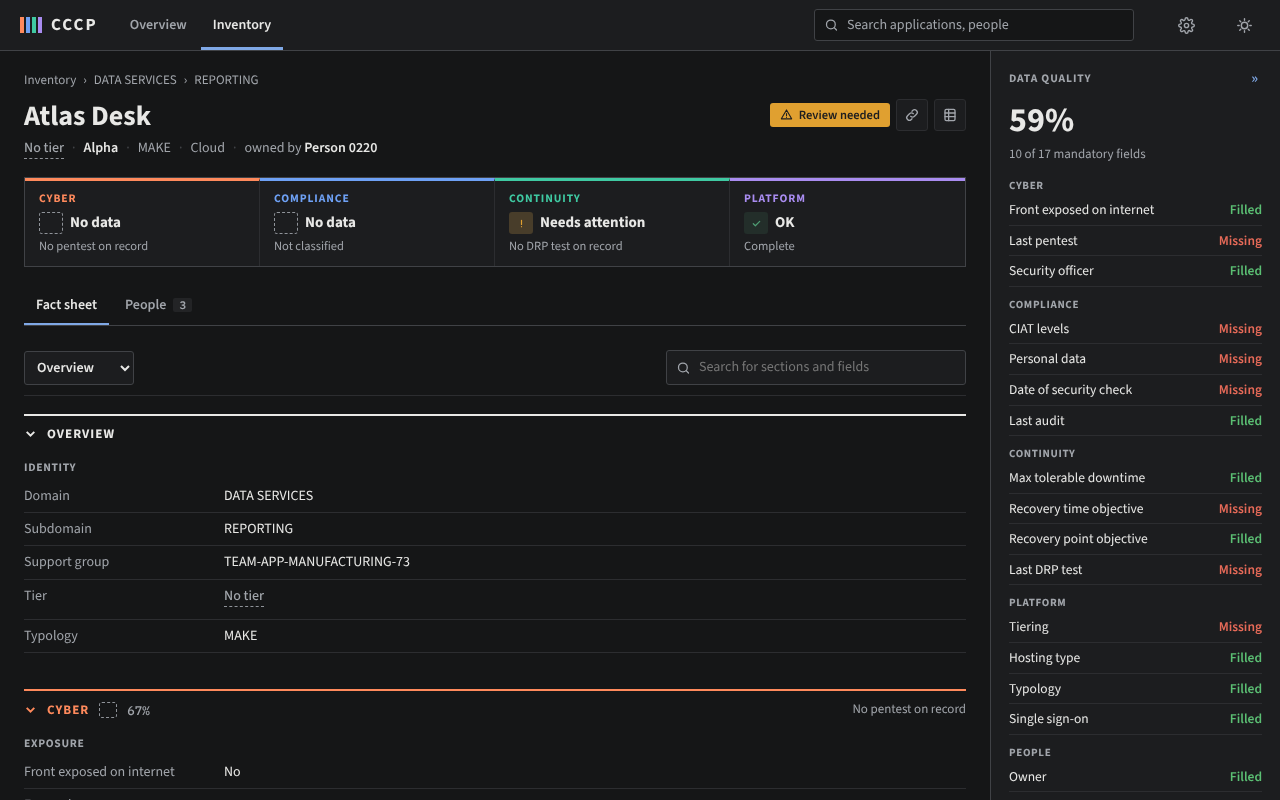 CCCP
Overview
Inventory
Search applications, people
Inventory › DATA SERVICES › REPORTING
Atlas Desk
Review needed
No tier · Alpha · MAKE · Cloud · owned by Person 0220
CYBER
No data
No pentest on record
COMPLIANCE
No data
Not classified
CONTINUITY
! Needs attention
No DRP test on record
PLATFORM
OK
Complete
Fact sheet
People 3
Overview
Search for sections and fields
OVERVIEW
IDENTITY
Domain DATA SERVICES
Subdomain REPORTING
Support group TEAM-APP-MANUFACTURING-73
Tier No tier
Typology MAKE
CYBER 67% No pentest on record
EXPOSURE
Front exposed on internet No
DATA QUALITY »
59%
10 of 17 mandatory fields
CYBER
Front exposed on internet Filled
Last pentest Missing
Security officer Filled
COMPLIANCE
CIAT levels Missing
Personal data Missing
Date of security check Missing
Last audit Filled
CONTINUITY
Max tolerable downtime Filled
Recovery time objective Missing
Recovery point objective Filled
Last DRP test Missing
PLATFORM
Tiering Missing
Hosting type Filled
Typology Filled
Single sign-on Filled
PEOPLE
Owner Filled